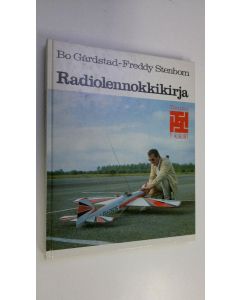 Bo Gårdstad-Freddy Stenbom
Radiolennokkikirja